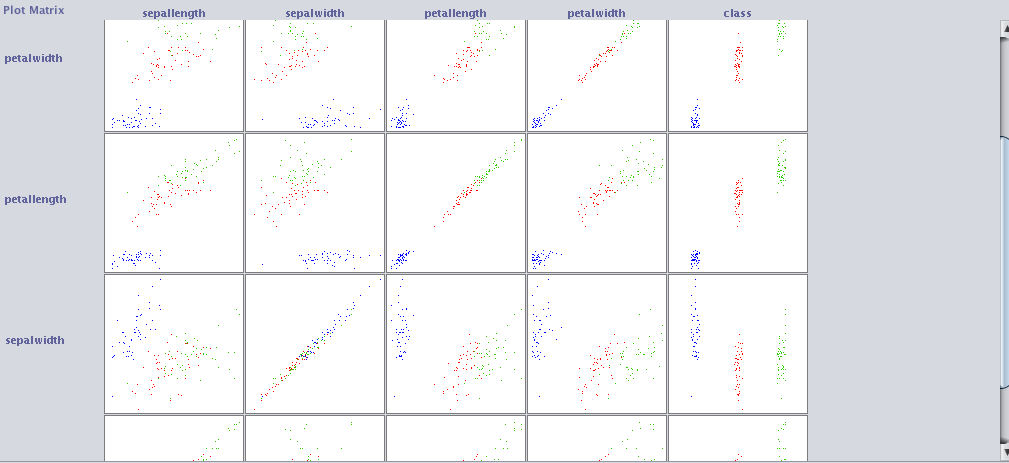 Plot Matrix
sepallength sepalwidth petallength petalwidth class
petalwidth
petallength
sepalwidth